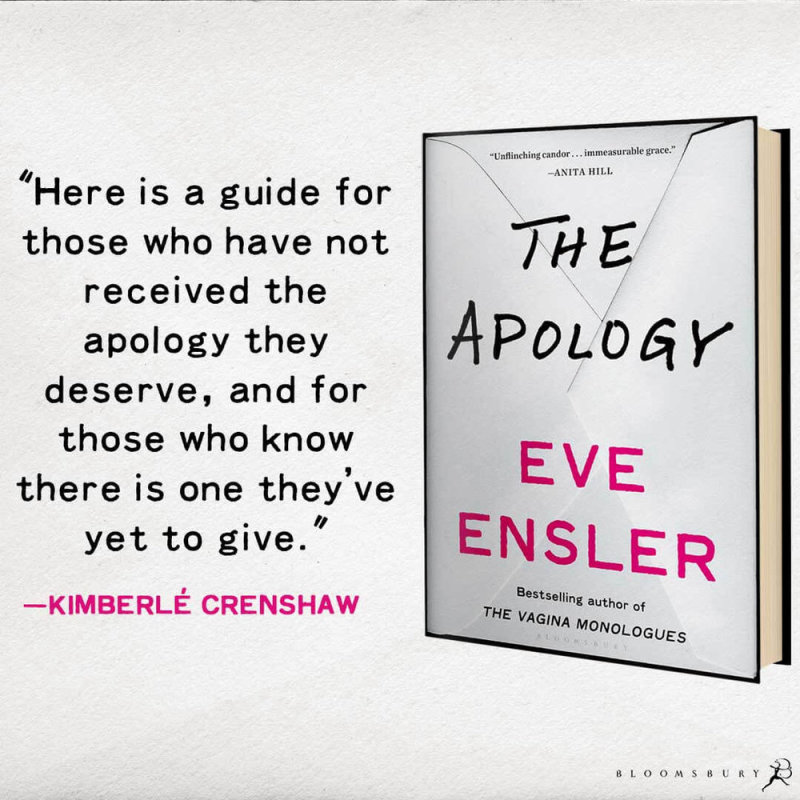 "Here is a guide for
those who have not
received the
apology they
deserve, and for
those who know
there is one they've
yet to give."
—KIMBERLÉ CRENSHAW
"Unflinching candor . . . immeasurable grace."
—ANITA HILL
THE
APOLOGY
EVE
ENSLER
Bestselling author of
THE VAGINA MONOLOGUES
BLOOMSBURY
BLOOMSBURY